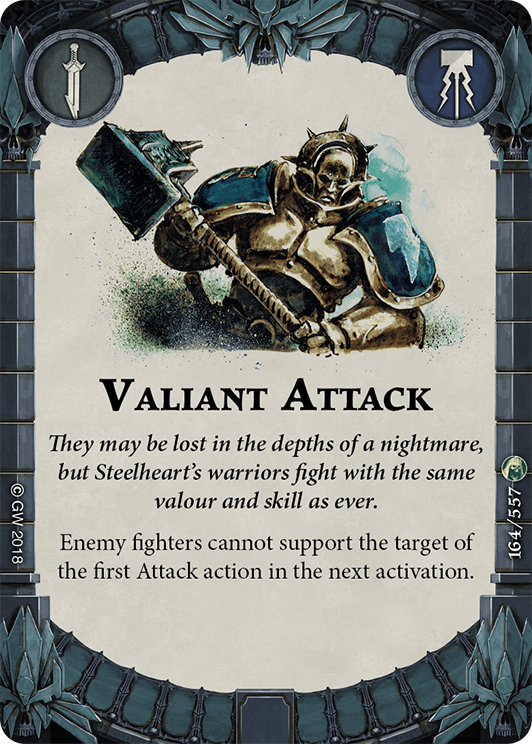 VALIANT ATTACK
They may be lost in the depths of a nightmare,
but Steelheart's warriors fight with the same
valour and skill as ever.
Enemy fighters cannot support the target of
the first Attack action in the next activation.
© GW 2018
164/557